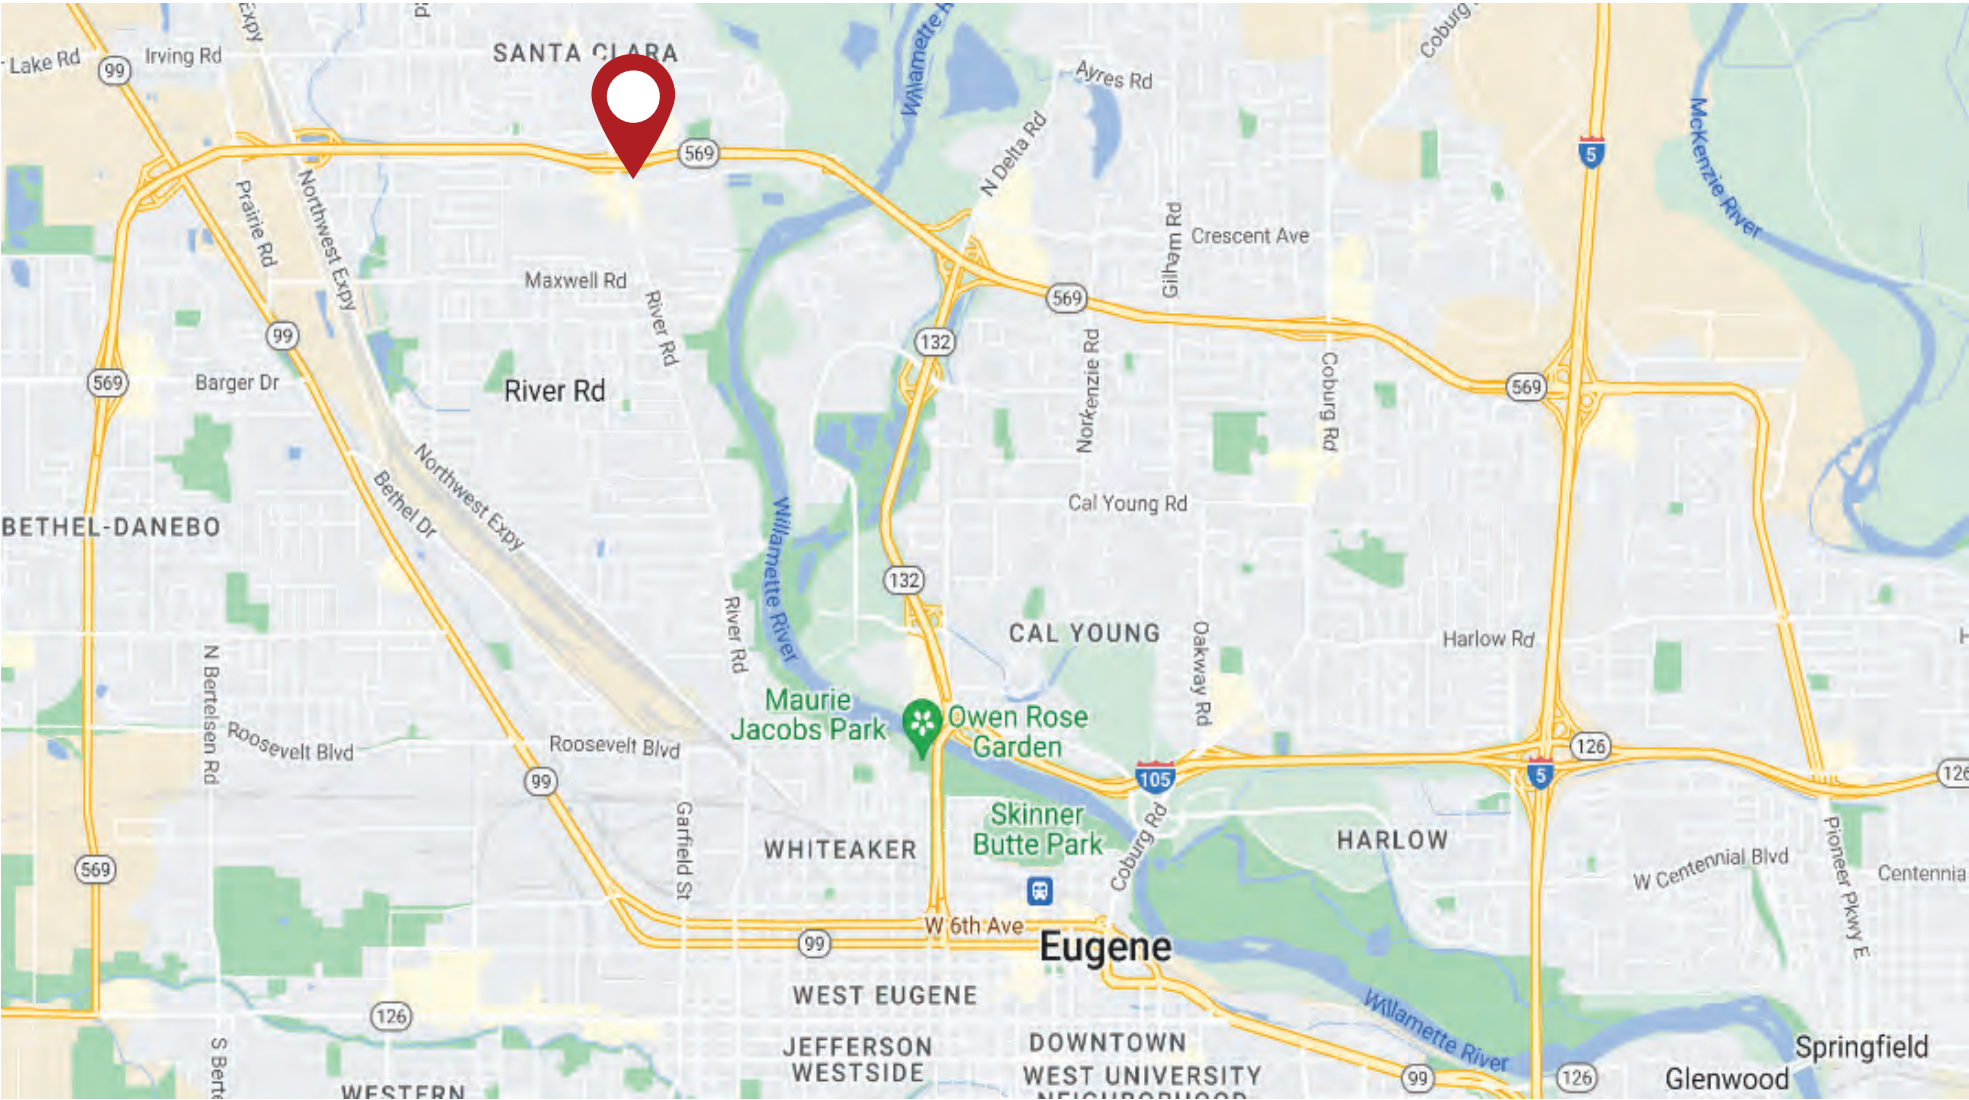 Expy
Rd
Willamette R
Coburg
Lake Rd
99
Irving Rd
SANTA CLARA
Ayres Rd
569
N Delta Rd
5
McKenzie River
Prairie Rd
Northwest Expy
Gilham Rd
Crescent Ave
Maxwell Rd
River Rd
569
99
132
Norkenzie Rd
Coburg Rd
569
Barger Dr
River Rd
569
Northwest Expy
Bethel Dr
Cal Young Rd
BETHEL-DANEBO
Willamette River
132
River Rd
CAL YOUNG
Oakway Rd
Harlow Rd
H
N Bertelsen Rd
Maurie
Jacobs Park
Owen Rose
Garden
Roosevelt Blvd
Roosevelt Blvd
126
99
105
5
126
Garfield St
Skinner
Butte Park
Coburg Rd
WHITEAKER
HARLOW
569
W Centennial Blvd
Pioneer Pkwy E
Centennia
W 6th Ave
99
Eugene
WEST EUGENE
126
Willamette River
S Berte
JEFFERSON
WESTSIDE
DOWNTOWN
WEST UNIVERSITY
NEIGHBORHOOD
Springfield
99
126
Glenwood
WESTERN